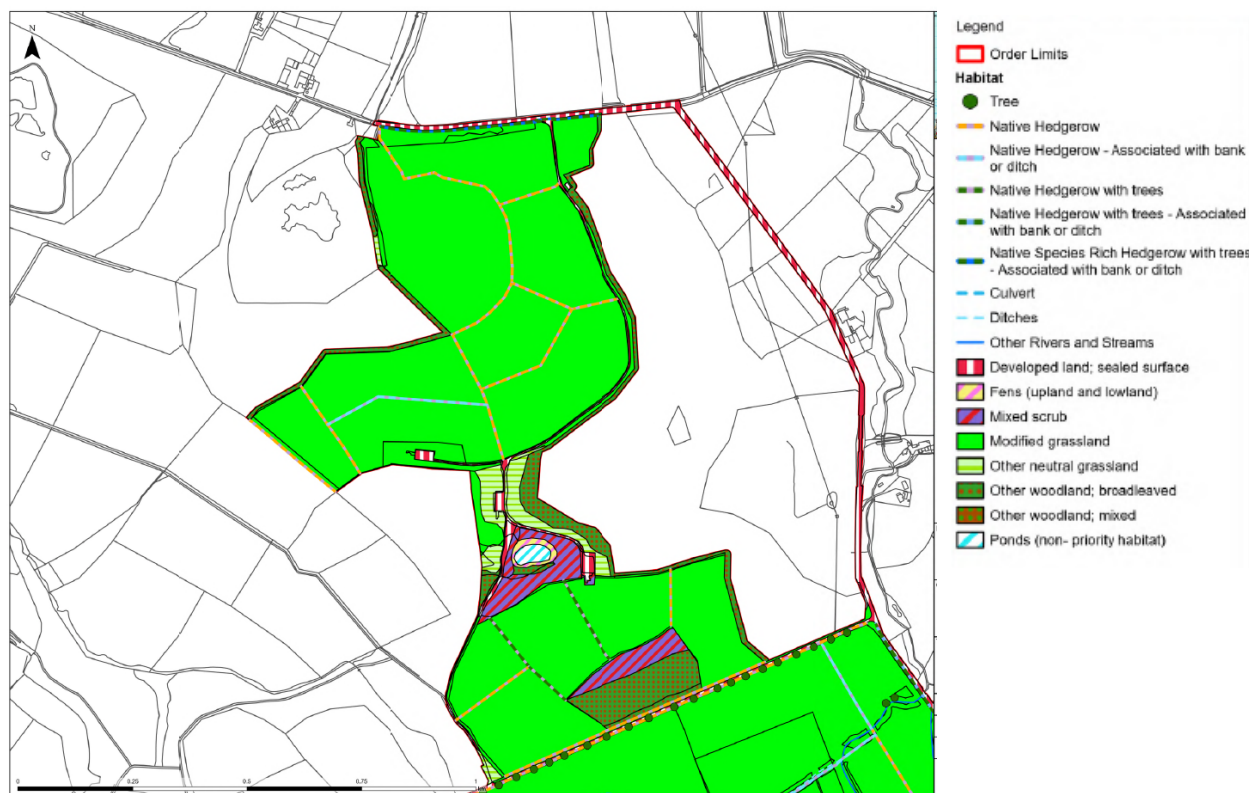 N
0
0.25
0.5
0.75
1
Legend
Order Limits
Habitat
Tree
Native Hedgerow
Native Hedgerow - Associated with bank
or ditch
Native Hedgerow with trees
Native Hedgerow with trees - Associated
with bank or ditch
Native Species Rich Hedgerow with trees
- Associated with bank or ditch
Culvert
Ditches
Other Rivers and Streams
Developed land; sealed surface
Fens (upland and lowland)
Mixed scrub
Modified grassland
Other neutral grassland
Other woodland; broadleaved
Other woodland; mixed
Ponds (non- priority habitat)